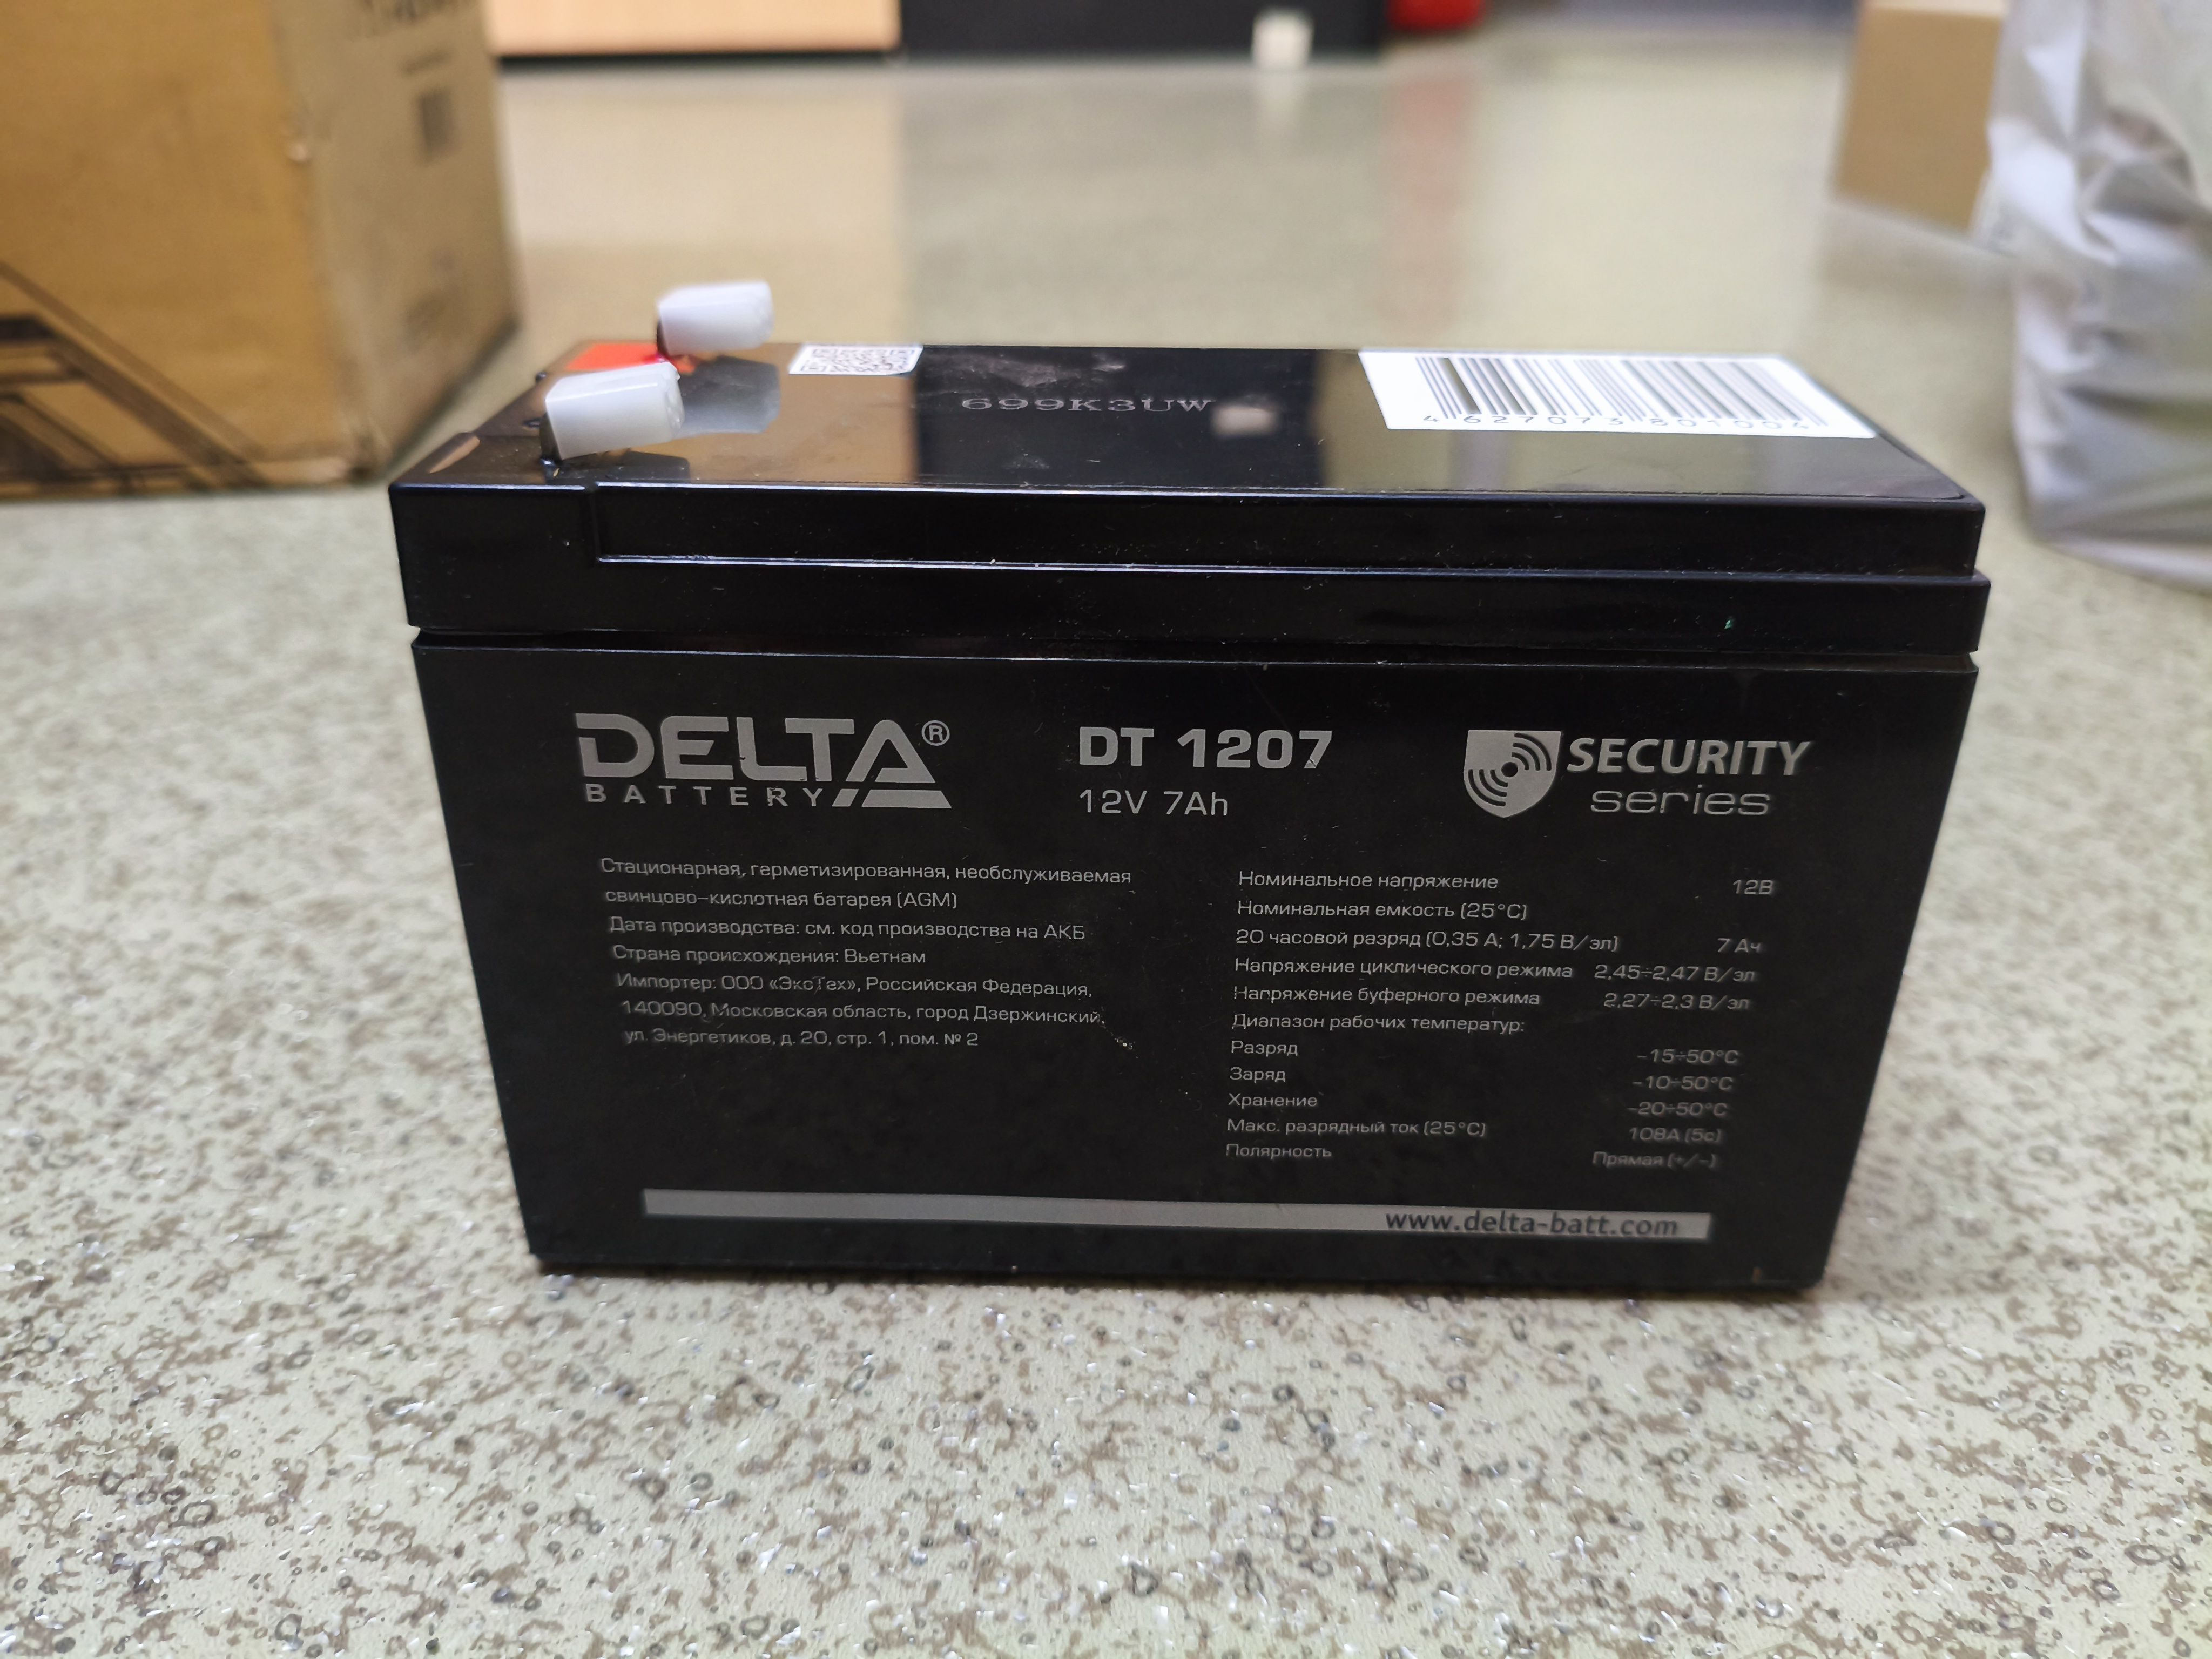 699K3UW
4 627073 801004
DELTA®
BATTERY
DT 1207
12V 7Ah
SECURITY
series
Стационарная, герметизированная, необслуживаемая
свинцово-кислотная батарея (AGM)
Дата производства: см. код производства на АКБ
Страна происхождения: Вьетнам
Импортер: ООО «ЭкоТех», Российская Федерация,
140090, Московская область, город Дзержинский,
ул. Энергетиков, д. 20, стр. 1, пом. № 2
Номинальное напряжение 12В
Номинальная емкость (25°C)
20 часовой разряд (0,35 А; 1,75 В/эл) 7 Ач
Напряжение циклического режима 2,45÷2,47 В/эл
Напряжение буферного режима 2,27÷2,3 В/эл
Диапазон рабочих температур:
Разряд -15÷50°C
Заряд -10÷50°C
Хранение -20÷50°C
Макс. разрядный ток (25°C) 108А (5с)
Полярность Прямая (+/-)
www.delta-batt.com